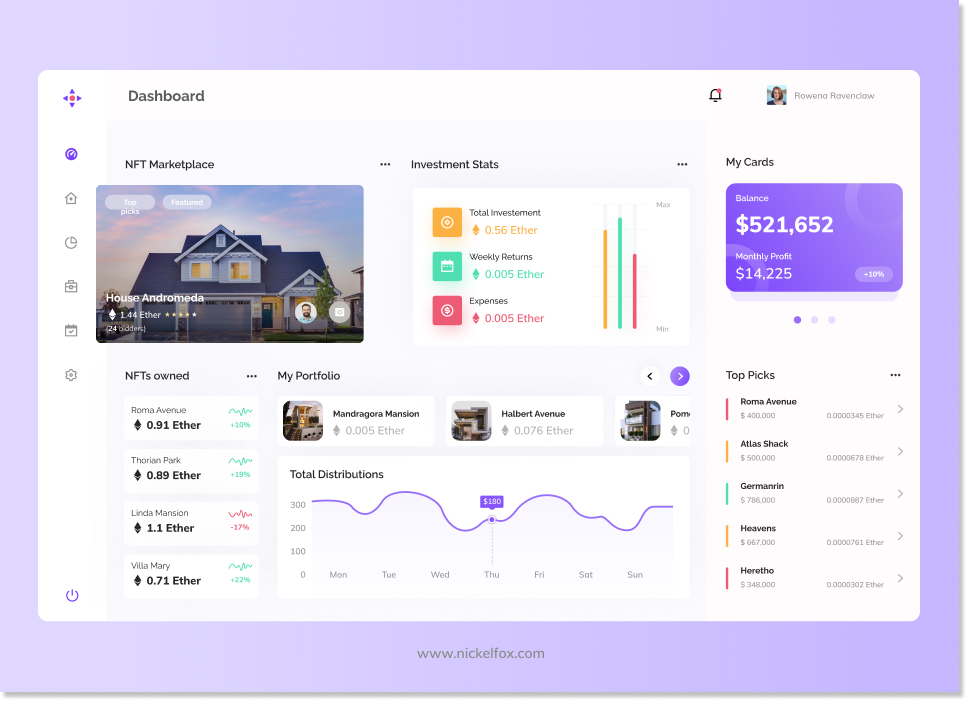 Dashboard
Rowena Ravenclaw
NFT Marketplace
Top
picks
Featured
House Andromeda
1.44 Ether
(24 bidders)
Investment Stats
Total Investement
0.56 Ether
Weekly Returns
0.005 Ether
Expenses
0.005 Ether
Max
Min
My Cards
Balance
$521,652
Monthly Profit
$14,225
+10%
NFTs owned
Roma Avenue
0.91 Ether
+10%
Thorian Park
0.89 Ether
+19%
Linda Mansion
1.1 Ether
-17%
Villa Mary
0.71 Ether
+22%
My Portfolio
Mandragora Mansion
0.005 Ether
Halbert Avenue
0.076 Ether
Pom
0
Total Distributions
$180
300
200
100
0
Mon Tue Wed Thu Fri Sat Sun
Top Picks
Roma Avenue
$ 400,000 0.0000345 Ether
Atlas Shack
$ 500,000 0.0000678 Ether
Germanrin
$ 786,000 0.0000887 Ether
Heavens
$ 667,000 0.0000761 Ether
Heretho
$ 348,000 0.0000302 Ether
www.nickelfox.com